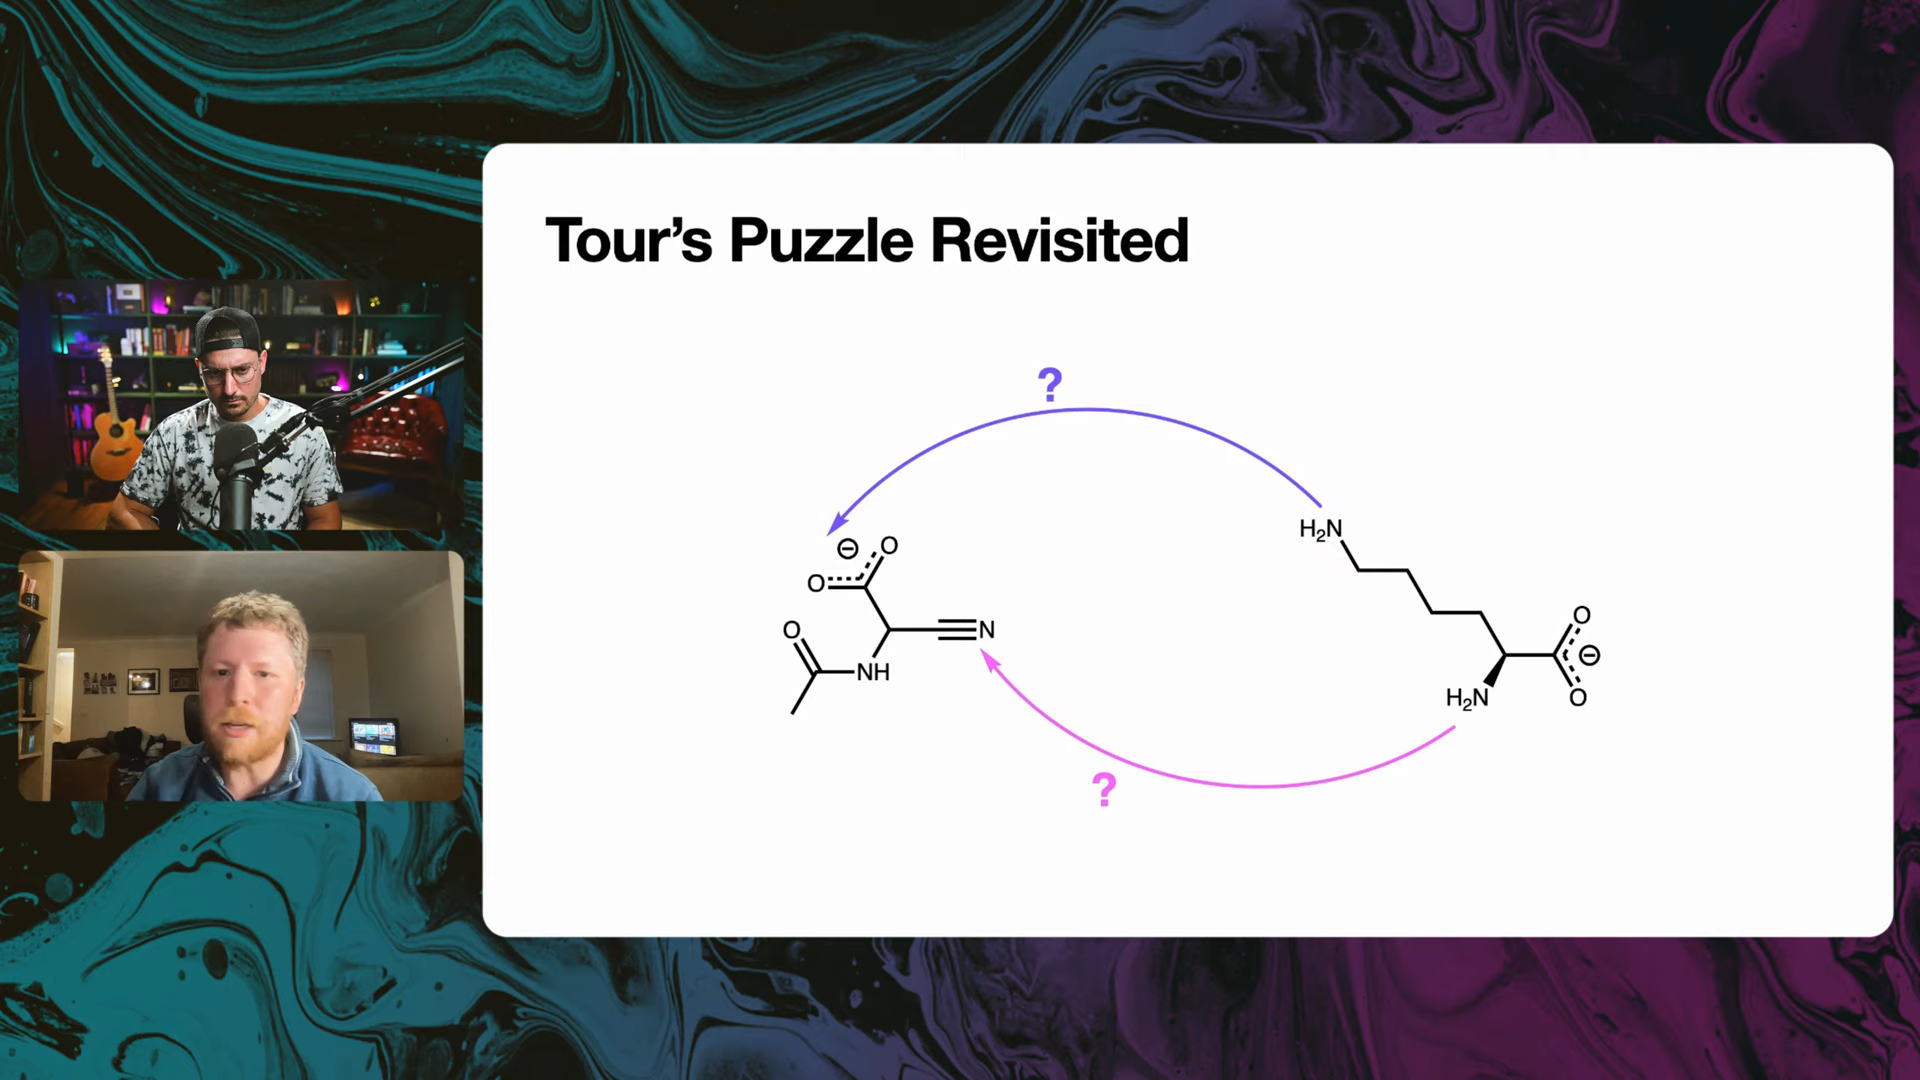 Tour's Puzzle Revisited
?
H₂N
⊖
O
O
O
N
O
NH
O
⊖
O
H₂N
?